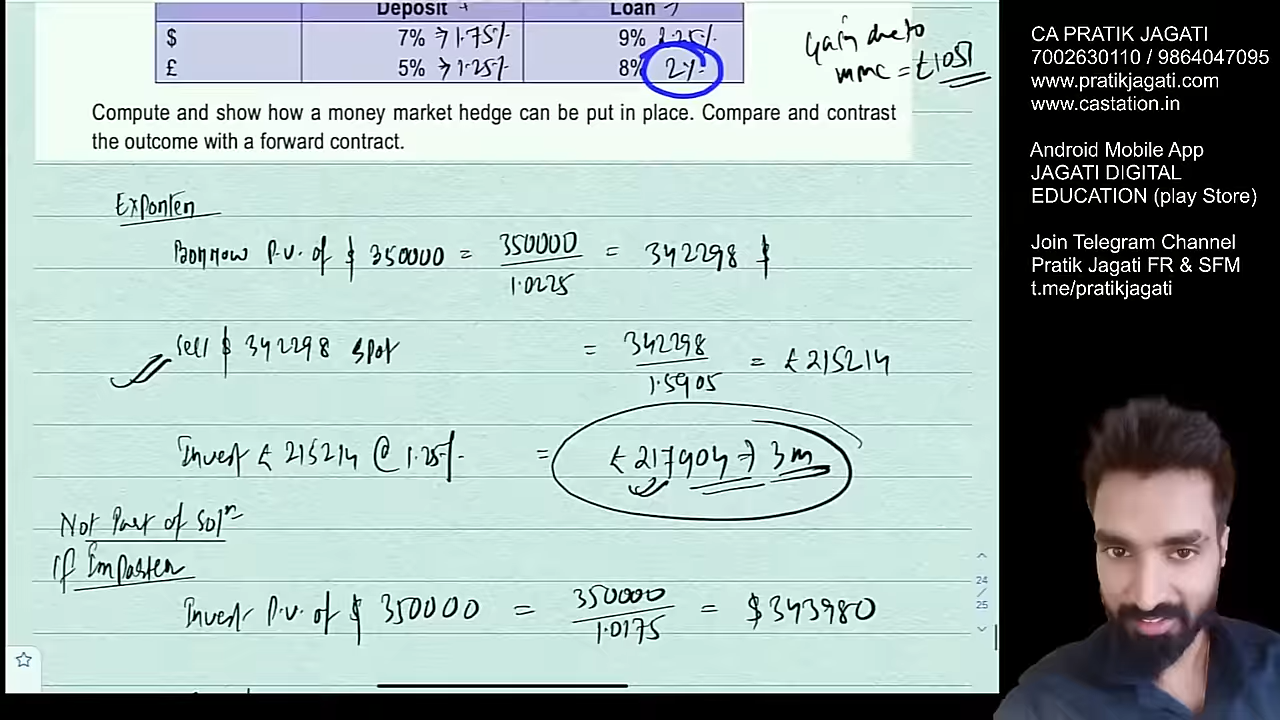 Deposit →
Loan →
$ 7% → 1.75% 9% 2.25%
£ 5% → 1.25% 8% 2%
Gain due to
mmc = £1051
Compute and show how a money market hedge can be put in place. Compare and contrast
the outcome with a forward contract.
Exporter
Borrow P.V. of $ 350000 = 350000 / 1.0225 = 342298 $
Sell $ 342298 spot = 342298 / 1.5905 = £215214
Invest £ 215214 @ 1.25% = £217904 → 3m
Not Part of Solⁿ
If Importer
Invest P.V. of $ 350000 = 350000 / 1.0175 = $343980
24
25
CA PRATIK JAGATI
7002630110 / 9864047095
www.pratikjagati.com
www.castation.in
Android Mobile App
JAGATI DIGITAL
EDUCATION (play Store)
Join Telegram Channel
Pratik Jagati FR & SFM
t.me/pratikjagati